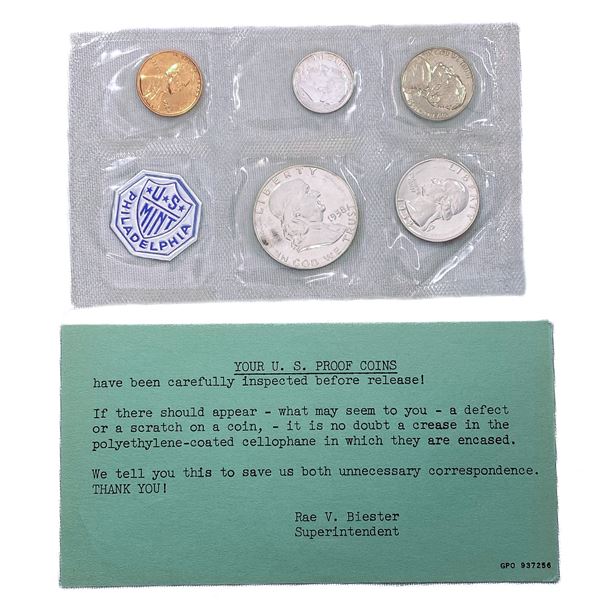 LIBERTY
U.S.
MINT
PHILADELPHIA
LIBERTY
1958
IN GOD WE TRUST
LIBERTY
YOUR U. S. PROOF COINS
have been carefully inspected before release!
If there should appear - what may seem to you - a defect
or a scratch on a coin, - it is no doubt a crease in the
polyethylene-coated cellophane in which they are encased.
We tell you this to save us both unnecessary correspondence.
THANK YOU!
Rae V. Biester
Superintendent
GPO 937256